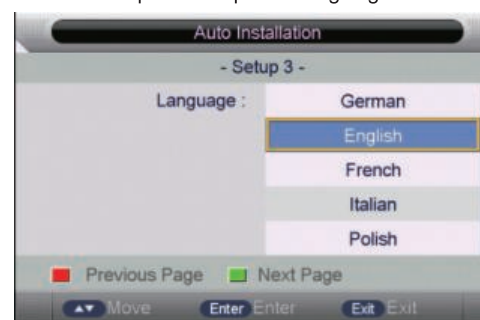 Auto Installation
- Setup 3 -
Language : German
English
French
Italian
Polish
Previous Page Next Page
Move Enter Enter Exit Exit